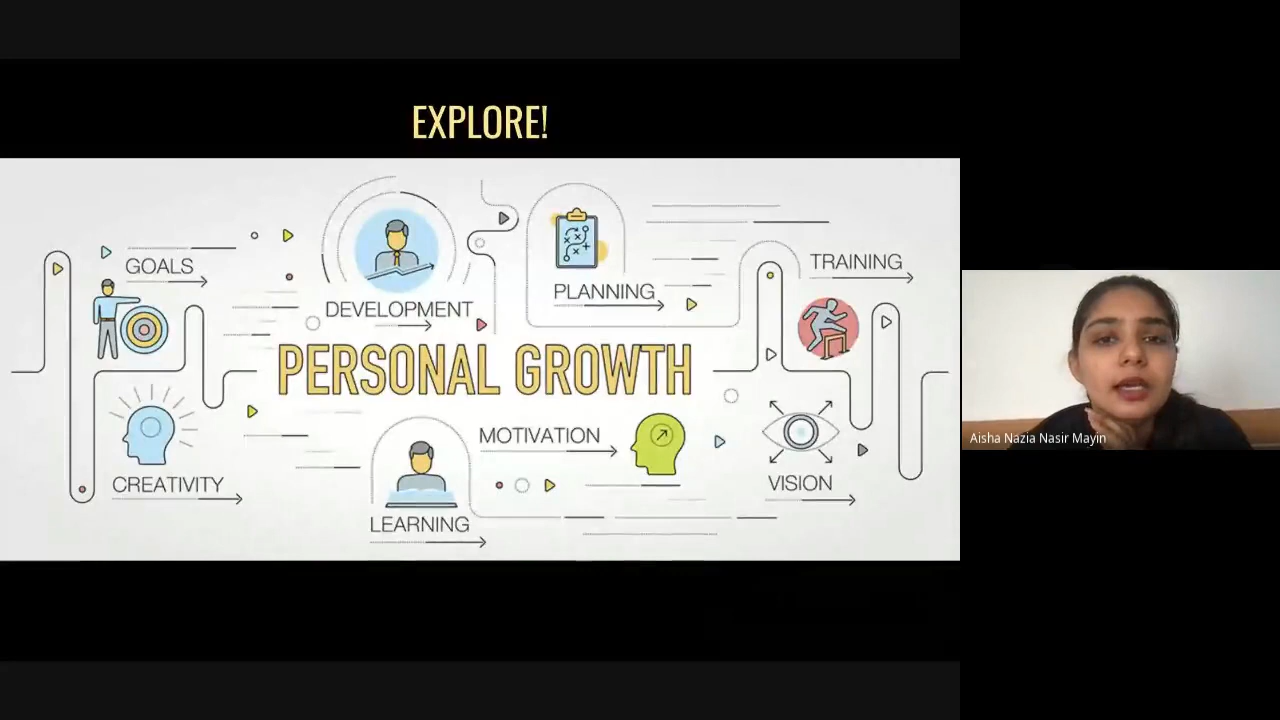 EXPLORE!
GOALS
DEVELOPMENT
PLANNING
TRAINING
PERSONAL GROWTH
CREATIVITY
MOTIVATION
LEARNING
VISION
Aisha Nazia Nasir Mayin